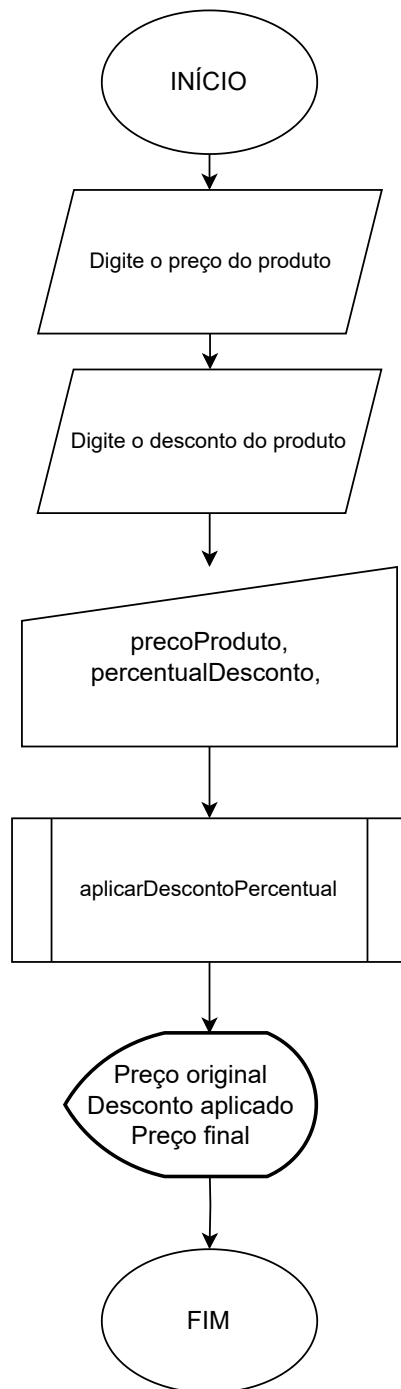 INÍCIO
Digite o preço do produto
Digite o desconto do produto
precoProduto,
percentualDesconto,
aplicarDescontoPercentual
Preço original
Desconto aplicado
Preço final
FIM